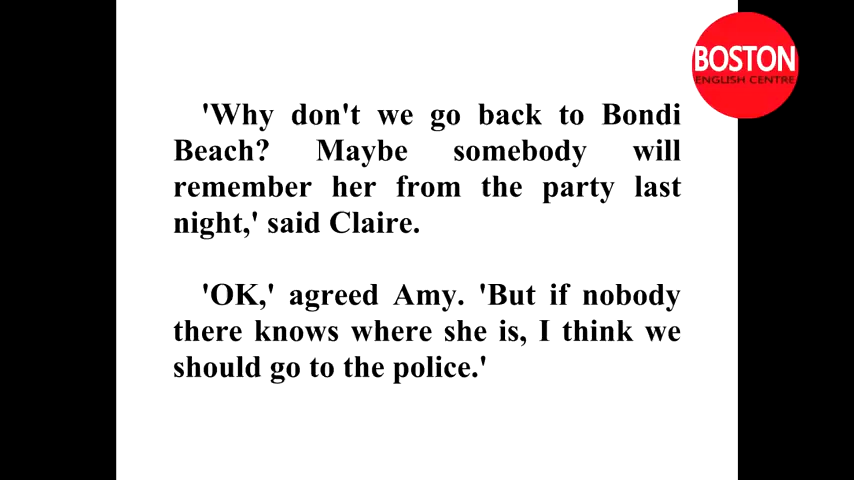 BOSTON
ENGLISH CENTRE
'Why don't we go back to Bondi
Beach? Maybe somebody will
remember her from the party last
night,' said Claire.
'OK,' agreed Amy. 'But if nobody
there knows where she is, I think we
should go to the police.'